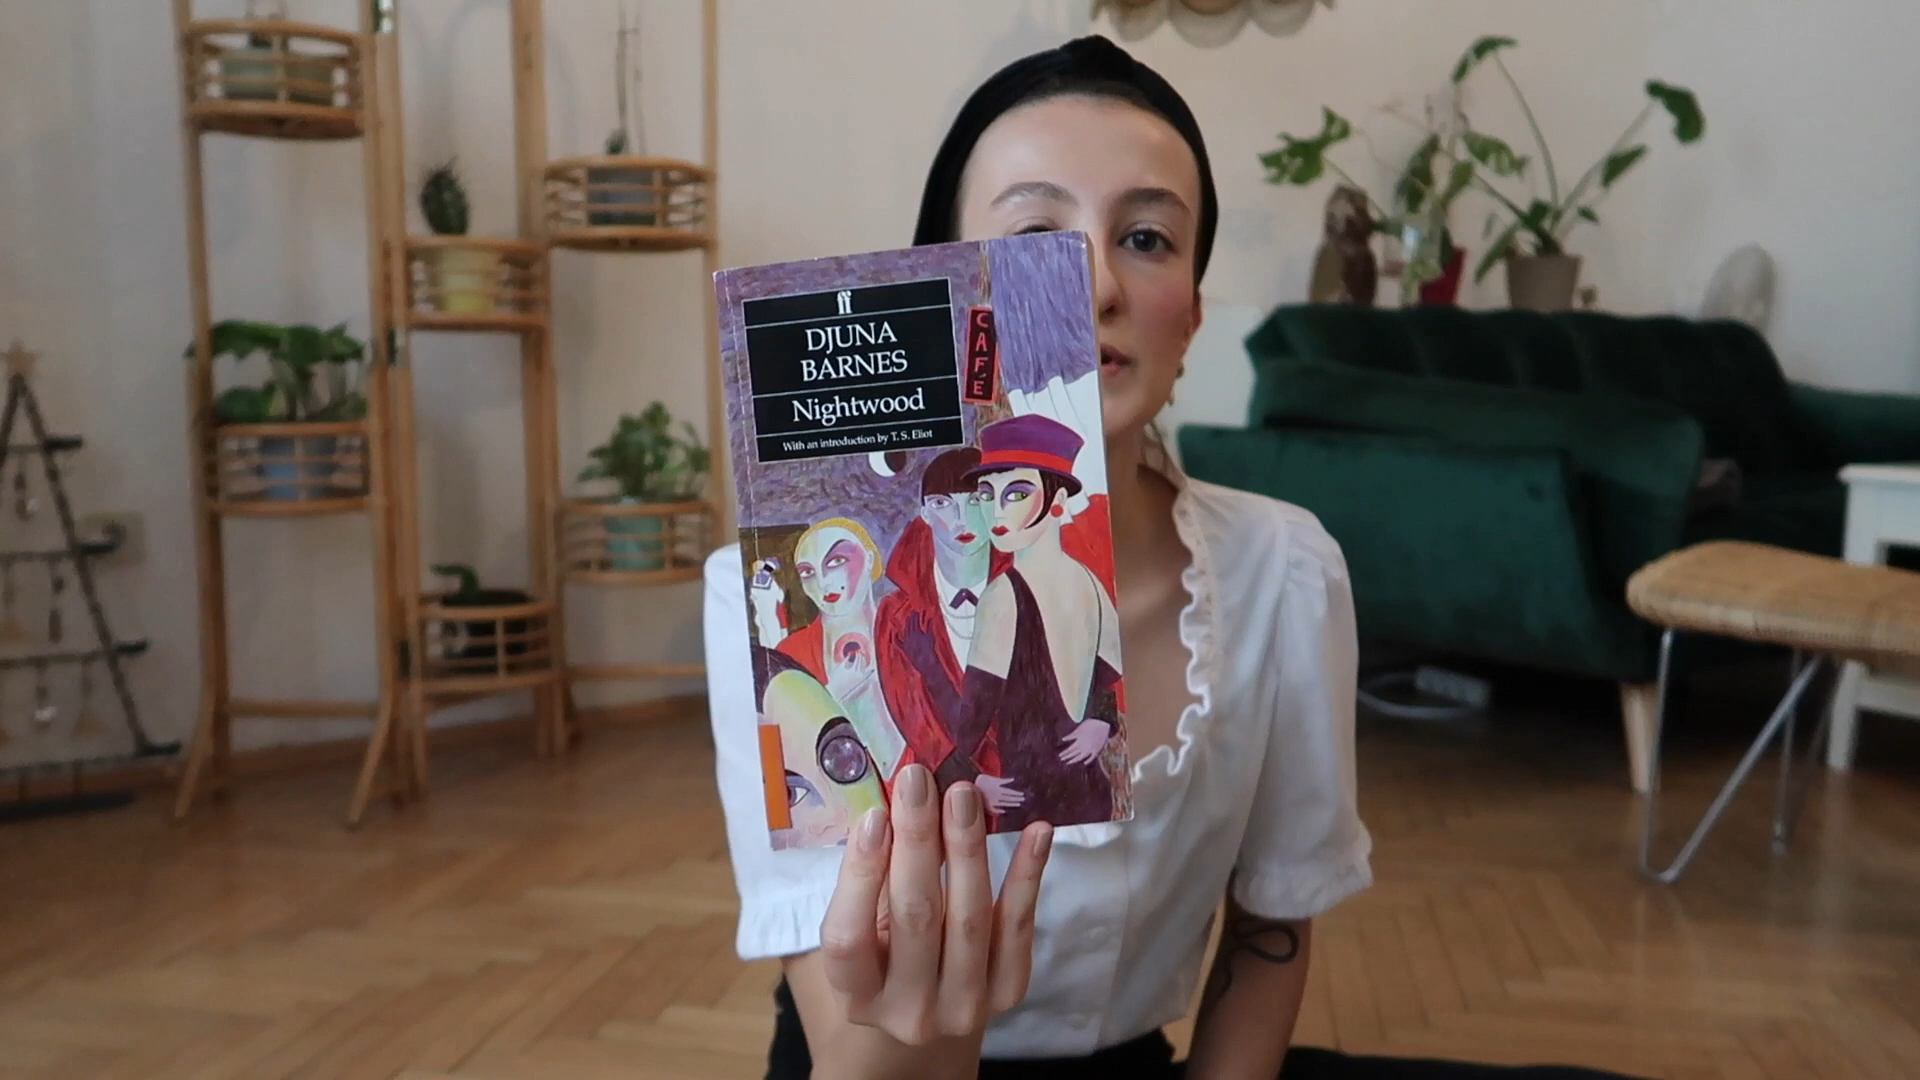 ff
DJUNA
BARNES
Nightwood
With an introduction by T. S. Eliot
CAFE